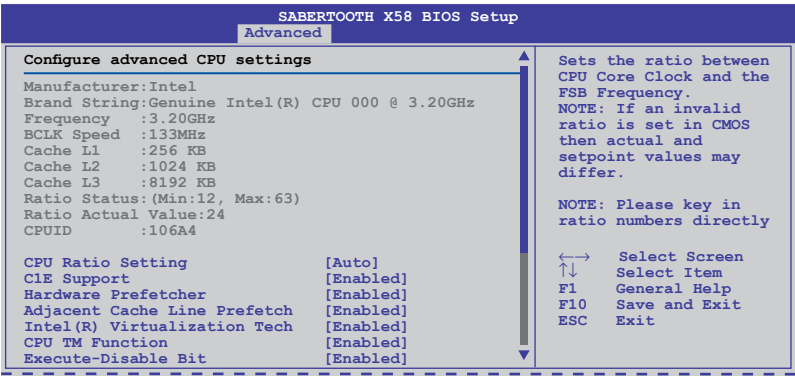 SABERTOOTH X58 BIOS Setup
Advanced
Configure advanced CPU settings
Manufacturer:Intel
Brand String:Genuine Intel(R) CPU 000 @ 3.20GHz
Frequency :3.20GHz
BCLK Speed :133MHz
Cache L1 :256 KB
Cache L2 :1024 KB
Cache L3 :8192 KB
Ratio Status:(Min:12, Max:63)
Ratio Actual Value:24
CPUID :106A4
CPU Ratio Setting [Auto]
C1E Support [Enabled]
Hardware Prefetcher [Enabled]
Adjacent Cache Line Prefetch [Enabled]
Intel(R) Virtualization Tech [Enabled]
CPU TM Function [Enabled]
Execute-Disable Bit [Enabled]
Sets the ratio between
CPU Core Clock and the
FSB Frequency.
NOTE: If an invalid
ratio is set in CMOS
then actual and
setpoint values may
differ.
NOTE: Please key in
ratio numbers directly
←→ Select Screen
↑↓ Select Item
F1 General Help
F10 Save and Exit
ESC Exit